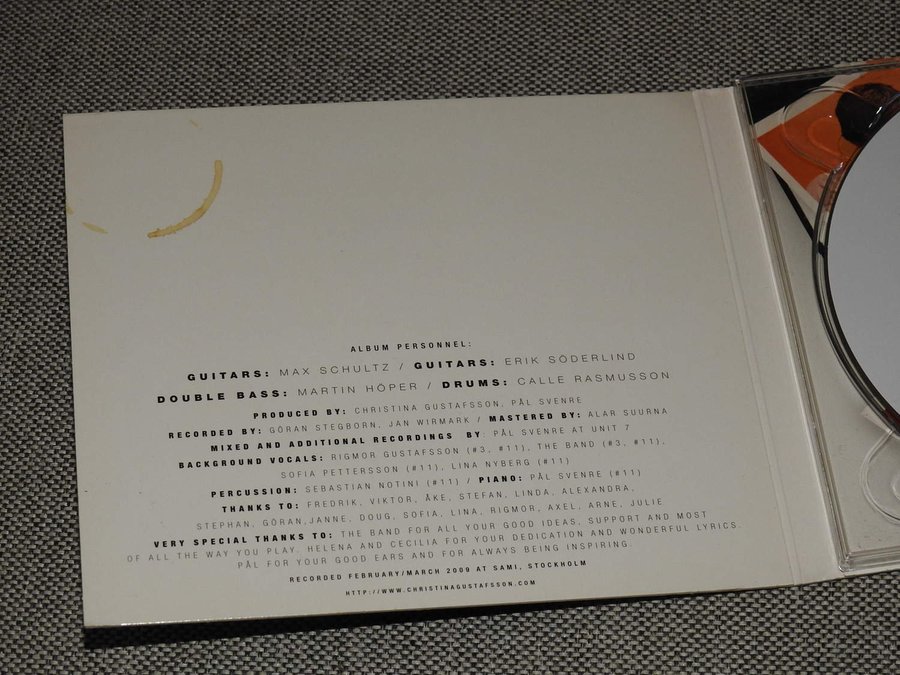 ALBUM PERSONNEL:
GUITARS: MAX SCHULTZ / GUITARS: ERIK SÖDERLIND
DOUBLE BASS: MARTIN HÖPER / DRUMS: CALLE RASMUSSON
PRODUCED BY: CHRISTINA GUSTAFSSON, PÅL SVENRE
RECORDED BY: GÖRAN STEGBORN, JAN WIRMARK / MASTERED BY: ALAR SUURNA
MIXED AND ADDITIONAL RECORDINGS BY: PÅL SVENRE AT UNIT 7
BACKGROUND VOCALS: RIGMOR GUSTAFSSON (#3, #11), THE BAND (#3, #11),
SOFIA PETTERSSON (#11), LINA NYBERG (#11)
PERCUSSION: SEBASTIAN NOTINI (#11) / PIANO: PÅL SVENRE (#11)
THANKS TO: FREDRIK, VIKTOR, ÅKE, STEFAN, LINDA, ALEXANDRA,
STEPHAN, GÖRAN,JANNE, DOUG, SOFIA, LINA, RIGMOR, AXEL, ARNE, JULIE
VERY SPECIAL THANKS TO: THE BAND FOR ALL YOUR GOOD IDEAS, SUPPORT AND MOST
OF ALL THE WAY YOU PLAY. HELENA AND CECILIA FOR YOUR DEDICATION AND WONDERFUL LYRICS.
PÅL FOR YOUR GOOD EARS AND FOR ALWAYS BEING INSPIRING.
RECORDED FEBRUARY/MARCH 2009 AT SAMI, STOCKHOLM
HTTP://WWW.CHRISTINAGUSTAFSSON.COM